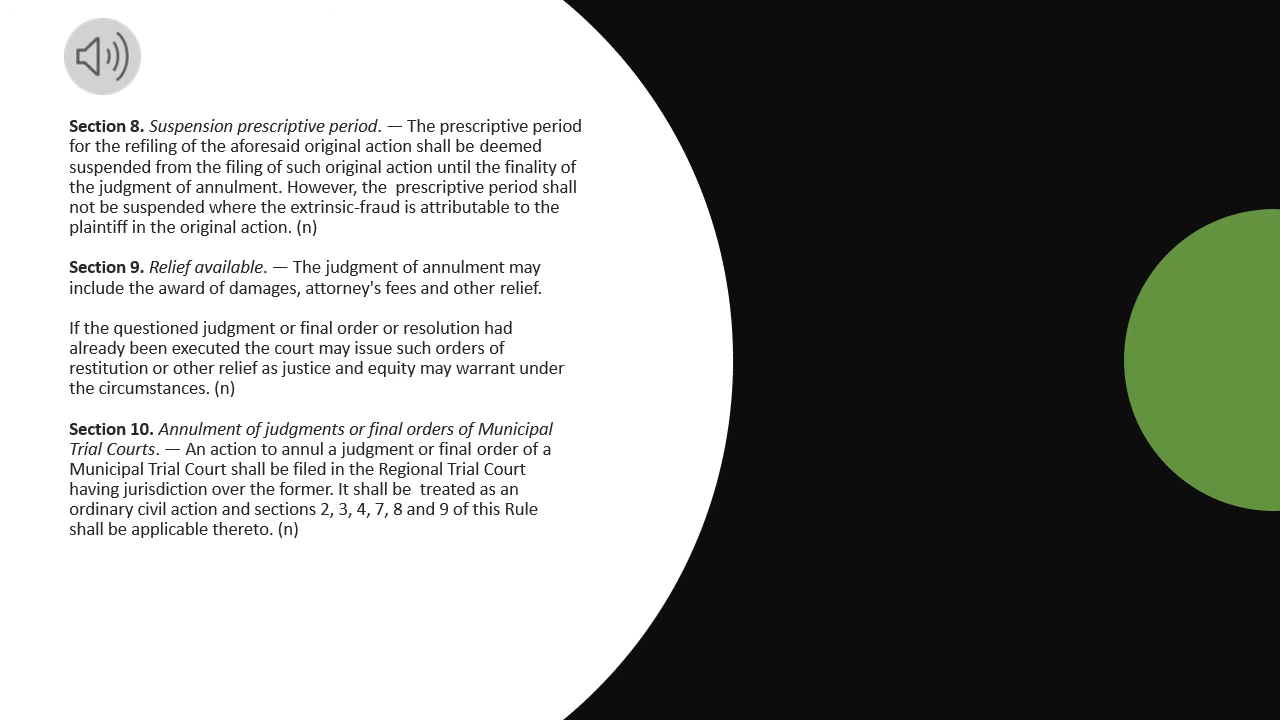 Section 8. Suspension prescriptive period. — The prescriptive period
for the refiling of the aforesaid original action shall be deemed
suspended from the filing of such original action until the finality of
the judgment of annulment. However, the  prescriptive period shall
not be suspended where the extrinsic-fraud is attributable to the
plaintiff in the original action. (n)
Section 9. Relief available. — The judgment of annulment may
include the award of damages, attorney's fees and other relief.
If the questioned judgment or final order or resolution had
already been executed the court may issue such orders of
restitution or other relief as justice and equity may warrant under
the circumstances. (n)
Section 10. Annulment of judgments or final orders of Municipal
Trial Courts. — An action to annul a judgment or final order of a
Municipal Trial Court shall be filed in the Regional Trial Court
having jurisdiction over the former. It shall be  treated as an
ordinary civil action and sections 2, 3, 4, 7, 8 and 9 of this Rule
shall be applicable thereto. (n)